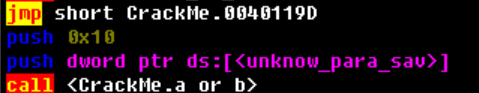 jmp short CrackMe.0040119D
push 0x10
push dword ptr ds:[<unknow_para_sav>]
call <CrackMe.a or b>